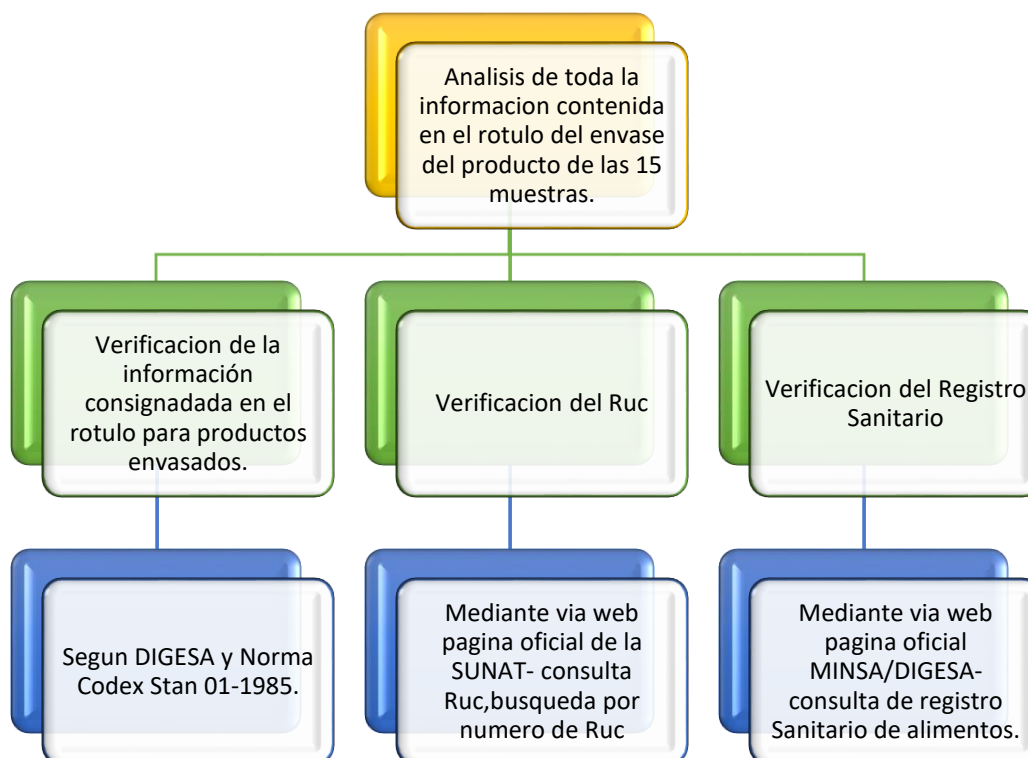 Analisis de toda la
informacion contenida
en el rotulo del envase
del producto de las 15
muestras.
Verificacion de la
información
consignadada en el
rotulo para productos
envasados.
Verificacion del Ruc
Verificacion del Registro
Sanitario
Segun DIGESA y Norma
Codex Stan 01-1985.
Mediante via web
pagina oficial de la
SUNAT- consulta
Ruc,busqueda por
numero de Ruc
Mediante via web
pagina oficial
MINSA/DIGESA-
consulta de registro
Sanitario de alimentos.